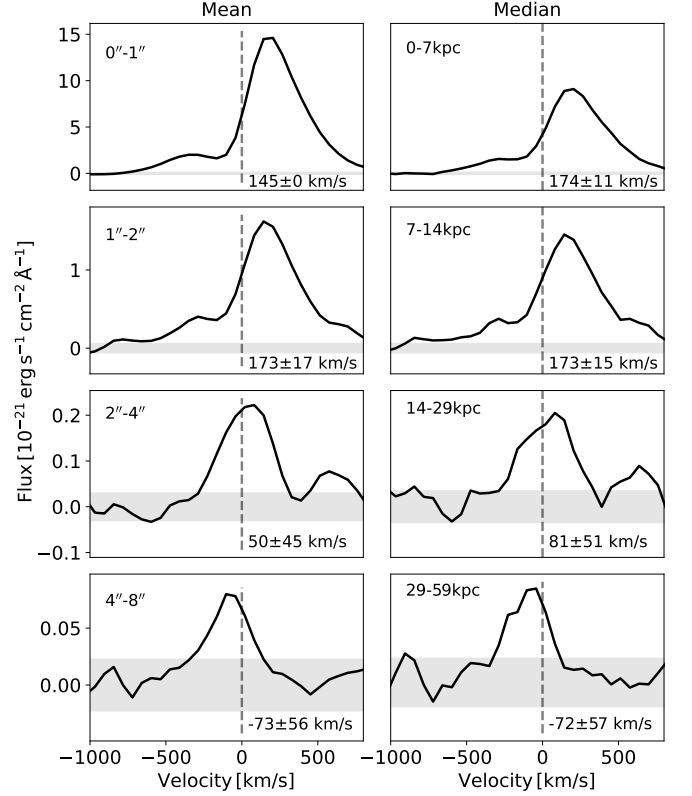 Mean Median
15
10
5
0
0″-1″
145±0 km/s
0-7kpc
174±11 km/s
1
0
1″-2″
173±17 km/s
7-14kpc
173±15 km/s
Flux [10⁻²¹ erg s⁻¹ cm⁻² Å⁻¹]
0.2
0.1
0.0
−0.1
2″-4″
50±45 km/s
14-29kpc
81±51 km/s
0.05
0.00
4″-8″
-73±56 km/s
29-59kpc
-72±57 km/s
−1000 −500 0 500 −1000 −500 0 500
Velocity [km/s] Velocity [km/s]